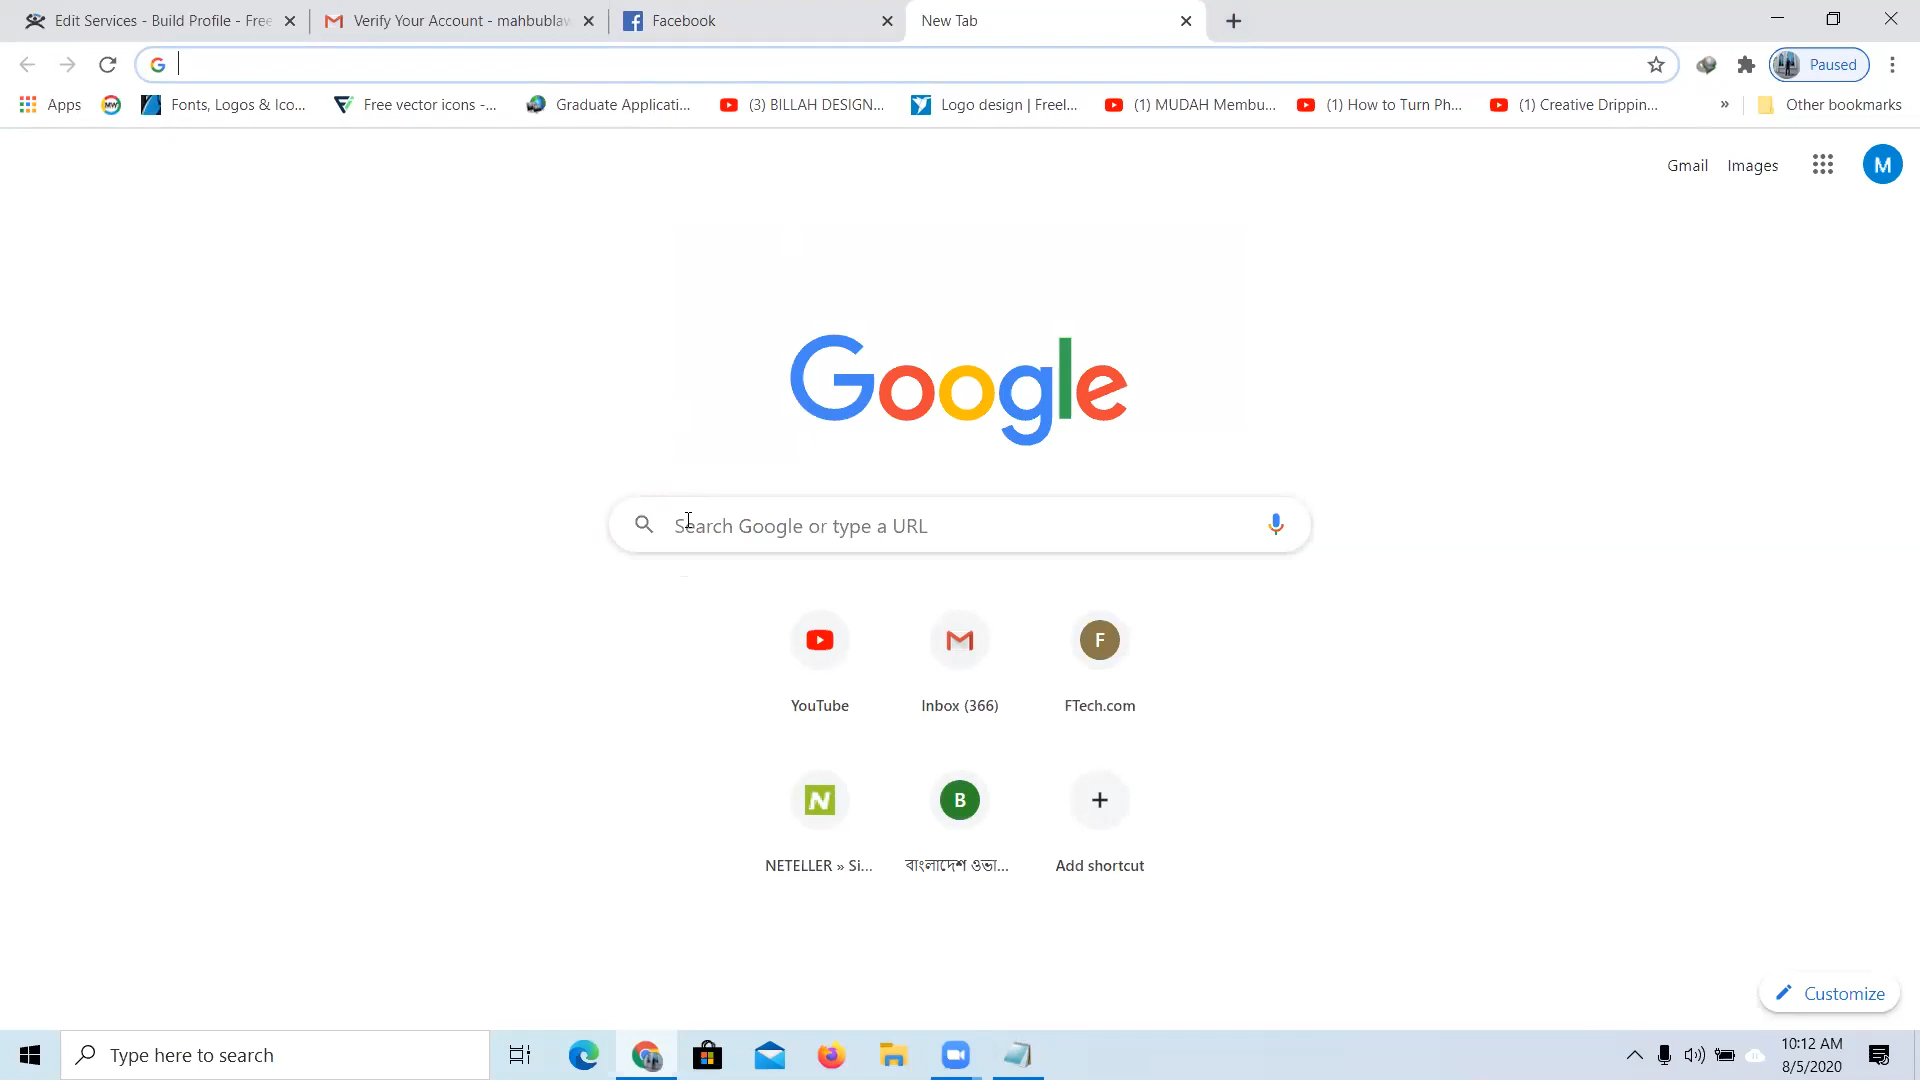 Edit Services - Build Profile - Free
Verify Your Account - mahbublaw
Facebook
New Tab
Paused
Apps
MW
Fonts, Logos & Ico...
Free vector icons -...
Graduate Applicati...
(3) BILLAH DESIGN...
Logo design | Freel...
(1) MUDAH Membu...
(1) How to Turn Ph...
(1) Creative Drippin...
»
Other bookmarks
Gmail
Images
M
Google
Search Google or type a URL
F
YouTube
Inbox (366)
FTech.com
N
B
NETELLER » Si...
বাংলাদেশ ওভা...
Add shortcut
Customize
Type here to search
10:12 AM
8/5/2020